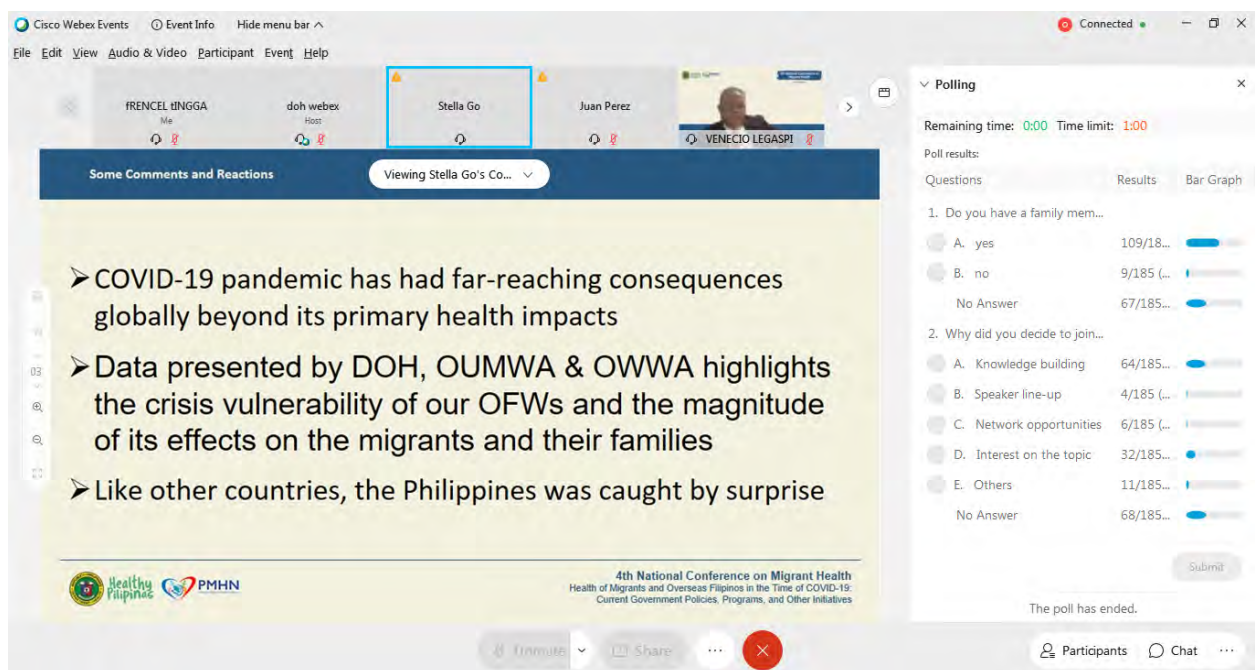 Cisco Webex Events Event Info Hide menu bar Connected
File Edit View Audio & Video Participant Event Help
fRENCEL tINGGA
Me
doh webex
Host
Stella Go
Juan Perez
VENECIO LEGASPI
Some Comments and Reactions
Viewing Stella Go's Co...
COVID-19 pandemic has had far-reaching consequences
globally beyond its primary health impacts
Data presented by DOH, OUMWA & OWWA highlights
the crisis vulnerability of our OFWs and the magnitude
of its effects on the migrants and their families
Like other countries, the Philippines was caught by surprise
03
Healthy
Pilipinas
PMHN
4th National Conference on Migrant Health
Health of Migrants and Overseas Filipinos in the Time of COVID-19:
Current Government Policies, Programs, and Other Initiatives
Polling
Remaining time: 0:00 Time limit: 1:00
Poll results:
Questions Results Bar Graph
1. Do you have a family mem...
A. yes 109/18...
B. no 9/185 (...
No Answer 67/185...
2. Why did you decide to join...
A. Knowledge building 64/185...
B. Speaker line-up 4/185 (...
C. Network opportunities 6/185 (...
D. Interest on the topic 32/185...
E. Others 11/185...
No Answer 68/185...
Submit
The poll has ended.
Unmute Share ... Participants Chat ...